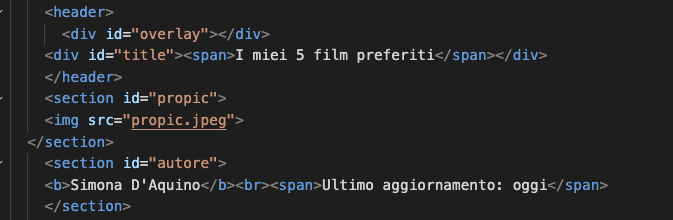 <header>
<div id="overlay"></div>
<div id="title"><span>I miei 5 film preferiti</span></div>
</header>
<section id="propic">
<img src="propic.jpeg">
</section>
<section id="autore">
<b>Simona D'Aquino</b><br><span>Ultimo aggiornamento: oggi</span>
</section>